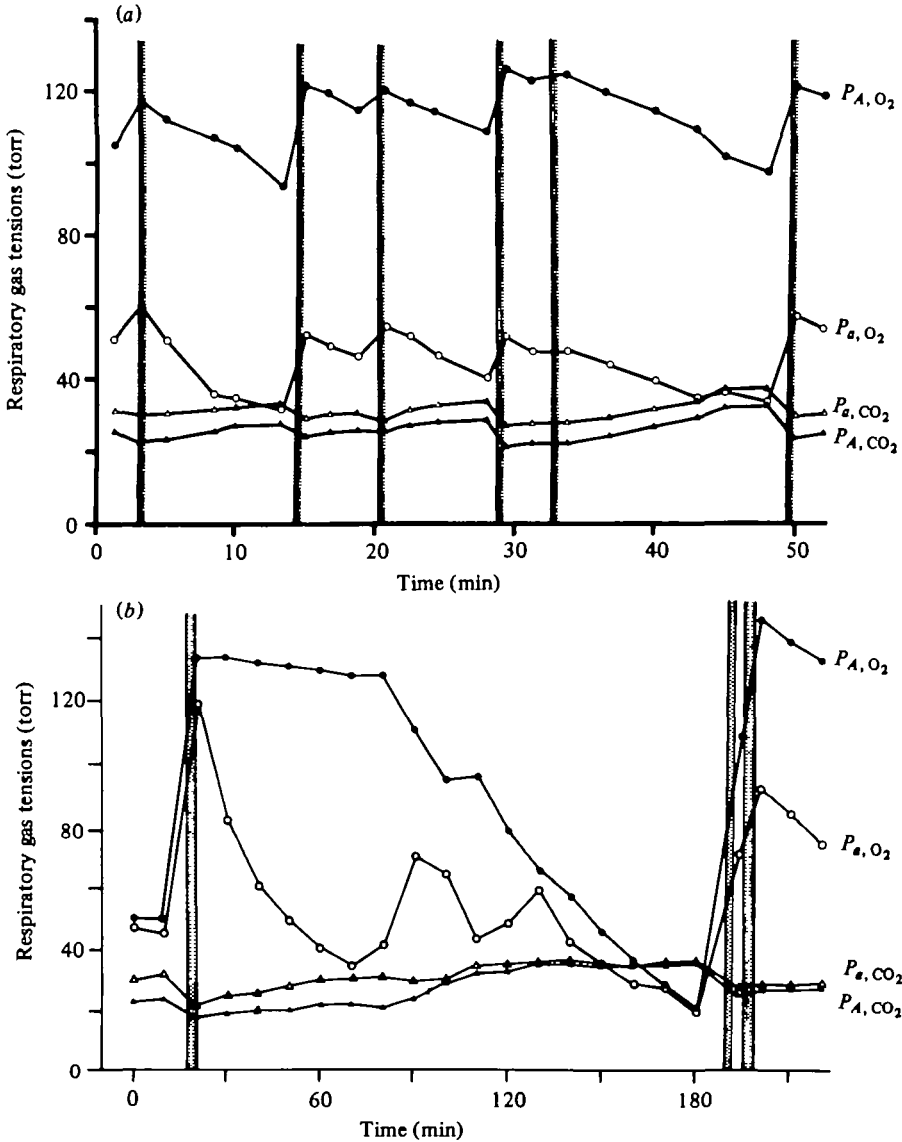 (a)
Respiratory gas tensions (torr)
120
80
40
0
P_A, O₂
P_a, O₂
P_a, CO₂
P_A, CO₂
0 10 20 30 40 50
Time (min)
(b)
Respiratory gas tensions (torr)
120
80
40
0
P_A, O₂
P_a, O₂
P_a, CO₂
P_A, CO₂
0 60 120 180
Time (min)